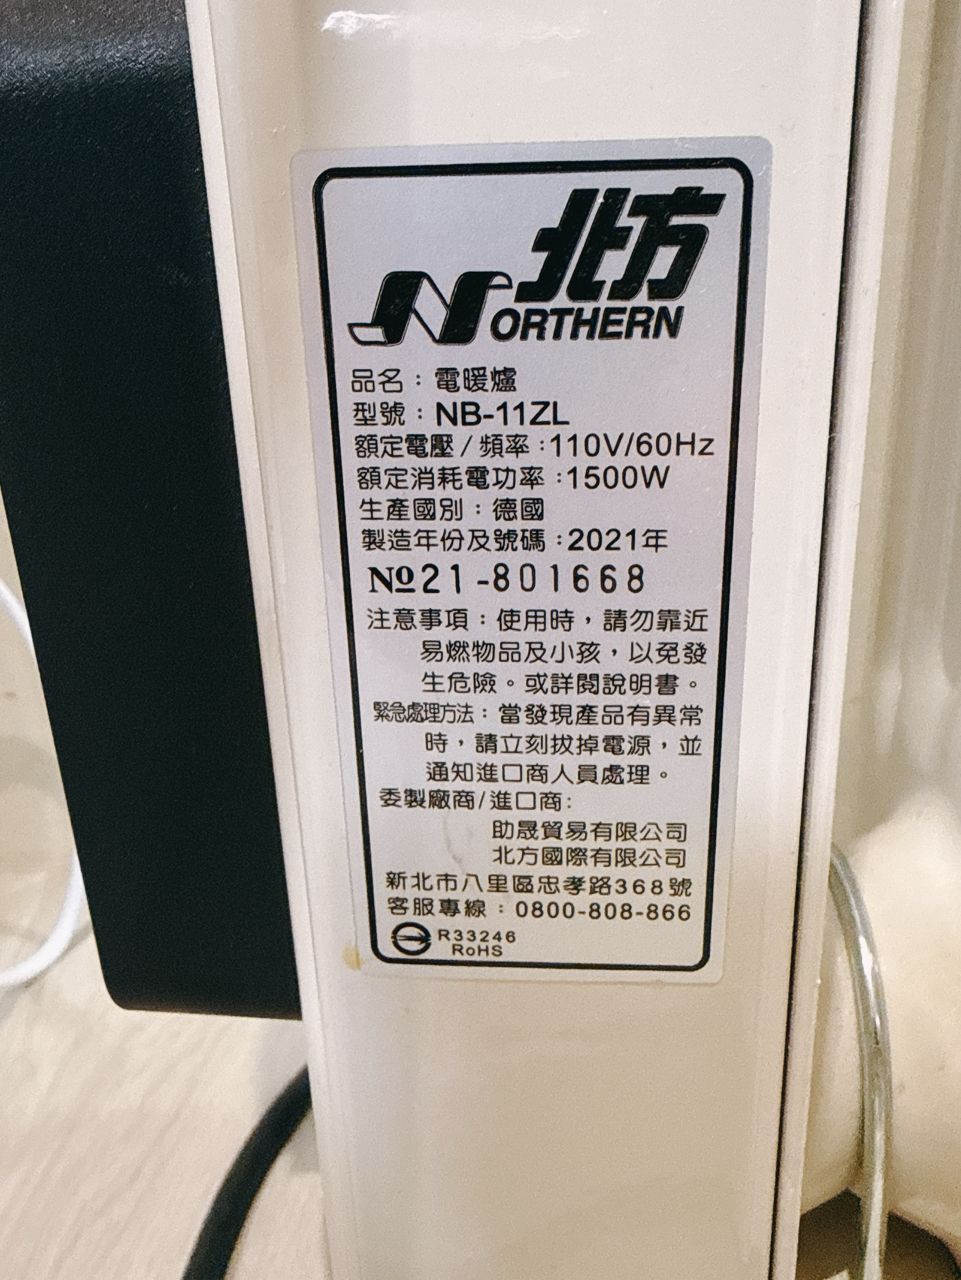 北方
NORTHERN
品名：電暖爐
型號：NB-11ZL
額定電壓/頻率：110V/60Hz
額定消耗電功率：1500W
生產國別：德國
製造年份及號碼：2021年
№21-801668
注意事項：使用時，請勿靠近
易燃物品及小孩，以免發
生危險。或詳閱說明書。
緊急處理方法：當發現產品有異常
時，請立刻拔掉電源，並
通知進口商人員處理。
委製廠商/進口商：
助晟貿易有限公司
北方國際有限公司
新北市八里區忠孝路368號
客服專線：0800-808-866
R33246
RoHS